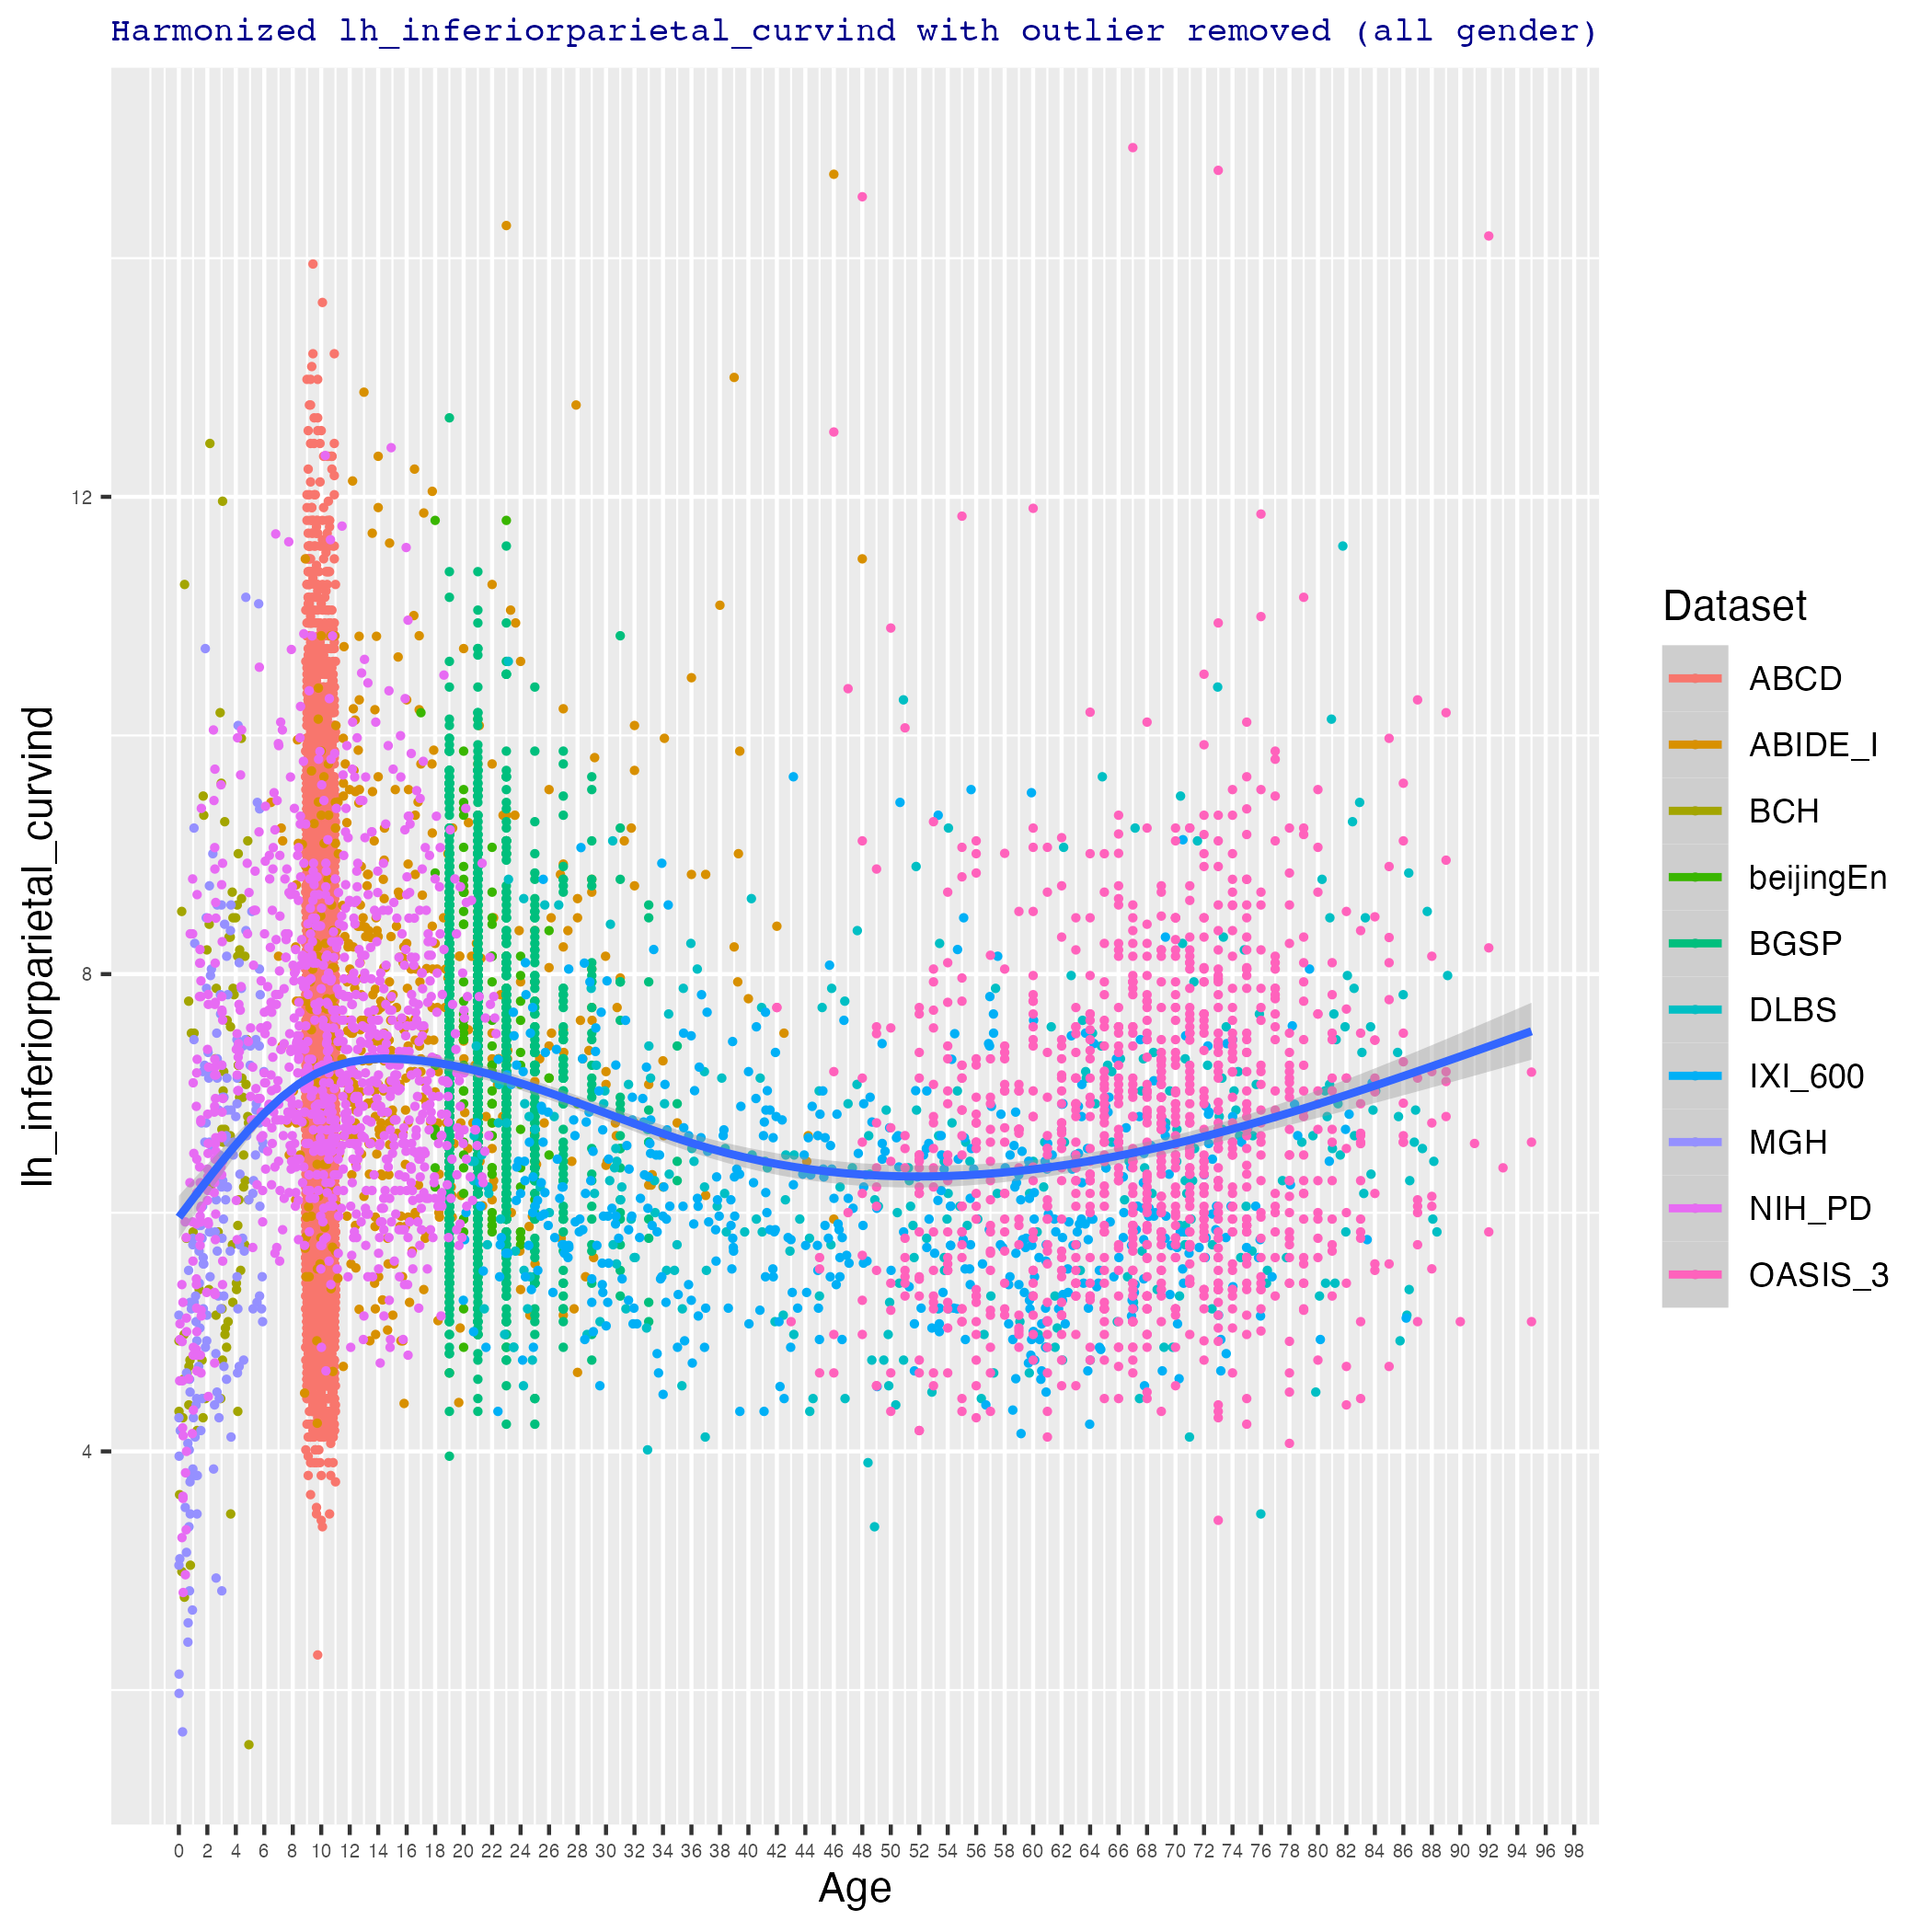 Harmonized lh_inferiorparietal_curvind with outlier removed (all gender)
lh_inferiorparietal_curvind
12
8
4
0 2 4 6 8 10 12 14 16 18 20 22 24 26 28 30 32 34 36 38 40 42 44 46 48 50 52 54 56 58 60 62 64 66 68 70 72 74 76 78 80 82 84 86 88 90 92 94 96 98
Age
Dataset
ABCD
ABIDE_I
BCH
beijingEn
BGSP
DLBS
IXI_600
MGH
NIH_PD
OASIS_3